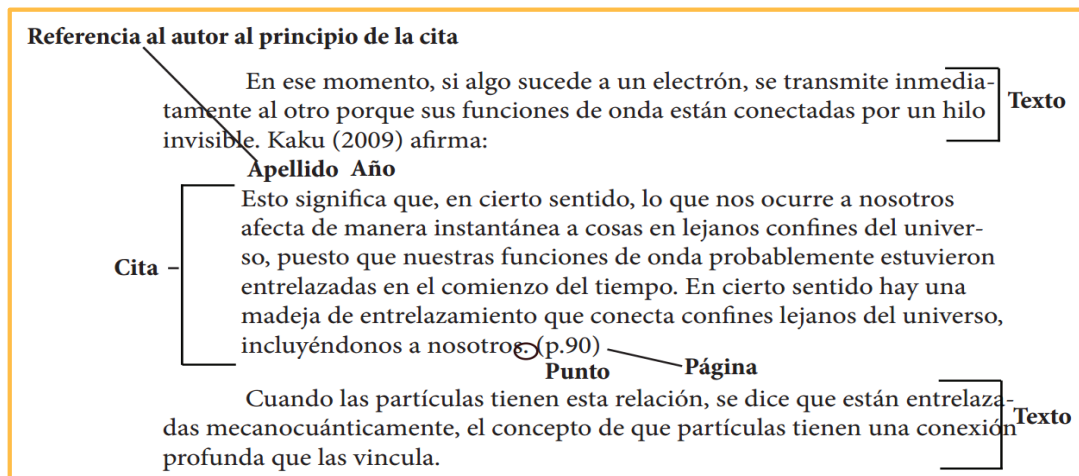 Referencia al autor al principio de la cita
En ese momento, si algo sucede a un electrón, se transmite inmedia-
tamente al otro porque sus funciones de onda están conectadas por un hilo
invisible. Kaku (2009) afirma:
Texto
Apellido Año
Esto significa que, en cierto sentido, lo que nos ocurre a nosotros
afecta de manera instantánea a cosas en lejanos confines del univer-
so, puesto que nuestras funciones de onda probablemente estuvieron
entrelazadas en el comienzo del tiempo. En cierto sentido hay una
madeja de entrelazamiento que conecta confines lejanos del universo,
incluyéndonos a nosotros. (p.90)
Cita
Punto
Página
Cuando las partículas tienen esta relación, se dice que están entrelaza-
das mecanocuánticamente, el concepto de que partículas tienen una conexión
profunda que las vincula.
Texto